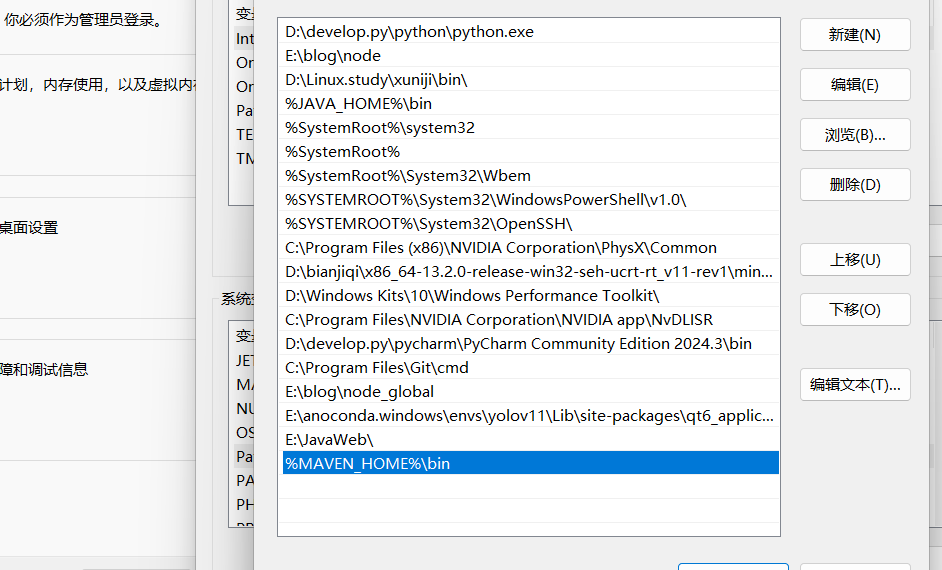 你必须作为管理员登录。
计划，内存使用，以及虚拟内存
桌面设置
障和调试信息
变量
Int
Or
Or
Pa
TE
TM
系统变
变量
JE
MA
NU
OS
Pa
PA
PH
D:\develop.py\python\python.exe
E:\blog\node
D:\Linux.study\xuniji\bin\
%JAVA_HOME%\bin
%SystemRoot%\system32
%SystemRoot%
%SystemRoot%\System32\Wbem
%SYSTEMROOT%\System32\WindowsPowerShell\v1.0\
%SYSTEMROOT%\System32\OpenSSH\
C:\Program Files (x86)\NVIDIA Corporation\PhysX\Common
D:\bianjiqi\x86_64-13.2.0-release-win32-seh-ucrt-rt_v11-rev1\min...
D:\Windows Kits\10\Windows Performance Toolkit\
C:\Program Files\NVIDIA Corporation\NVIDIA app\NvDLISR
D:\develop.py\pycharm\PyCharm Community Edition 2024.3\bin
C:\Program Files\Git\cmd
E:\blog\node_global
E:\anoconda.windows\envs\yolov11\Lib\site-packages\qt6_applic...
E:\JavaWeb\
%MAVEN_HOME%\bin
新建(N)
编辑(E)
浏览(B)...
删除(D)
上移(U)
下移(O)
编辑文本(T)...